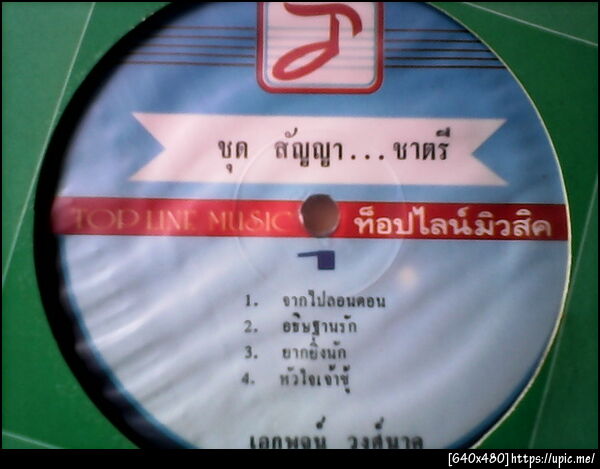 ชุด สัญญา...ชาตรี
TOP LINE MUSIC ท็อปไลน์มิวสิค
1. จากไปลอนดอน
2. อธิษฐานรัก
3. ยากยิ่งนัก
4. หัวใจเจ้าชู้
เอกพจน์ วงศ์นาค
[640x480]https://upic.me/